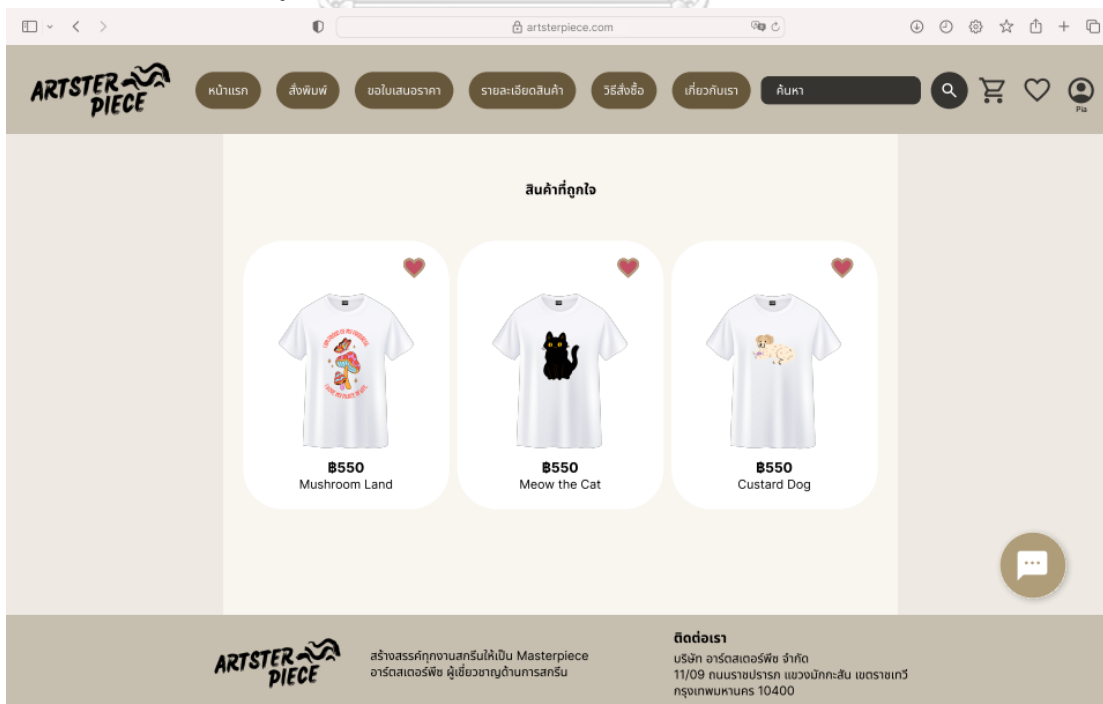 artsterpiece.com
ARTSTER
PIECE
หน้าแรก
สั่งพิมพ์
ขอใบเสนอราคา
รายละเอียดสินค้า
วิธีสั่งซื้อ
เกี่ยวกับเรา
ค้นหา
Pla
สินค้าที่ถูกใจ
฿550
Mushroom Land
฿550
Meow the Cat
฿550
Custard Dog
ARTSTER
PIECE
สร้างสรรค์ทุกงานสกรีนให้เป็น Masterpiece
อาร์ตสเตอร์พีซ ผู้เชี่ยวชาญด้านการสกรีน
ติดต่อเรา
บริษัท อาร์ตสเตอร์พีซ จำกัด
11/09 ถนนราชปรารภ แขวงมักกะสัน เขตราชเทวี
กรุงเทพมหานคร 10400